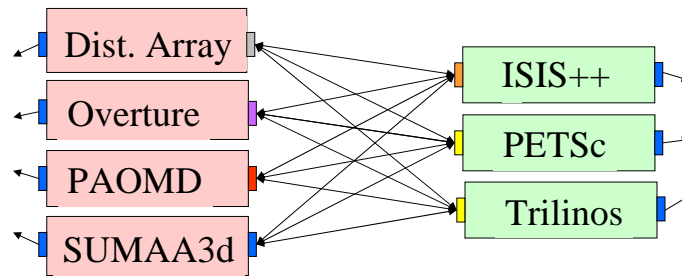 Dist. Array
Overture
PAOMD
SUMAA3d
ISIS++
PETSc
Trilinos